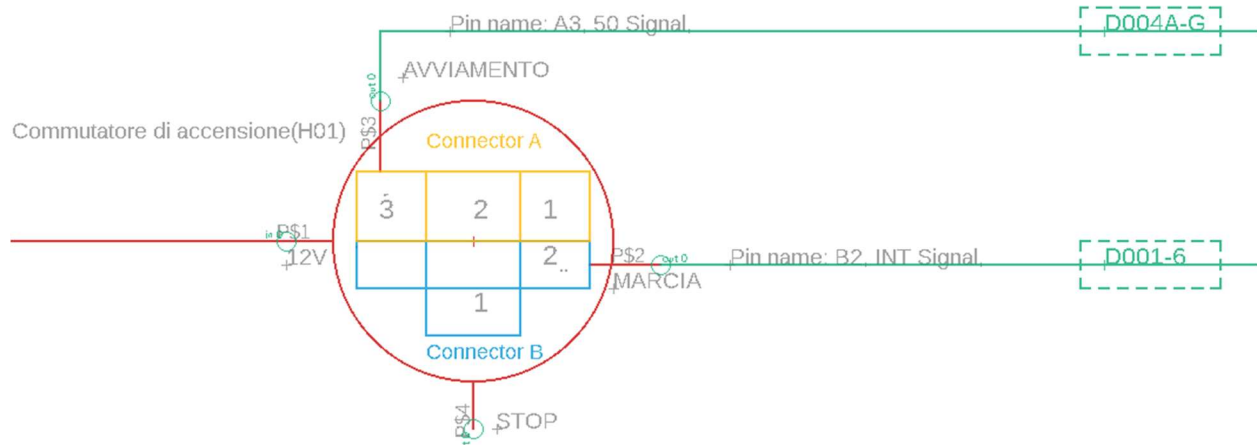 Pin name: A3, 50 Signal,
D004A-G
out 0
AVVIAMENTO
Commutatore di accensione(H01)
P$3
Connector A
3
2
1
P$1
in 0
12V
2..
P$2
out 0
Pin name: B2, INT Signal,
D001-6
MARCIA
1
Connector B
P$4
STOP